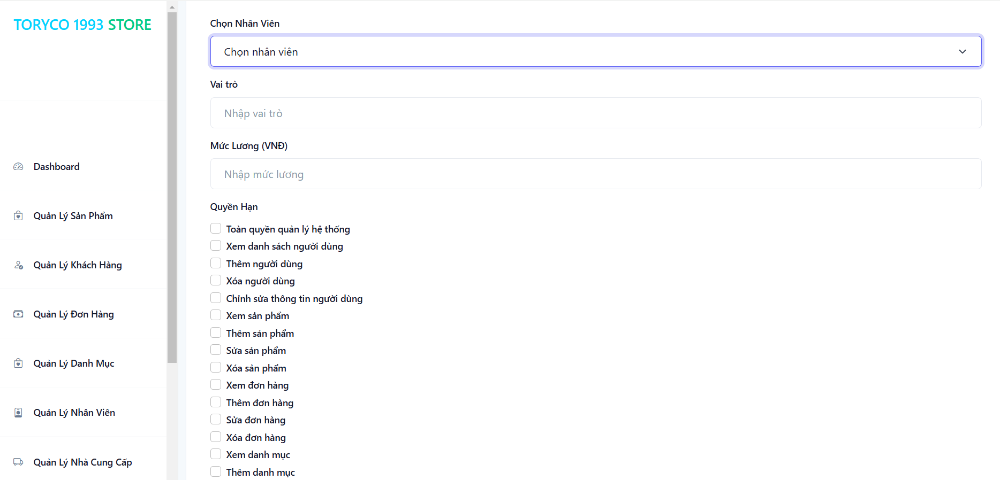 TORYCO 1993 STORE
Dashboard
Quản Lý Sản Phẩm
Quản Lý Khách Hàng
Quản Lý Đơn Hàng
Quản Lý Danh Mục
Quản Lý Nhân Viên
Quản Lý Nhà Cung Cấp
Chọn Nhân Viên
Chọn nhân viên
Vai trò
Nhập vai trò
Mức Lương (VNĐ)
Nhập mức lương
Quyền Hạn
Toàn quyền quản lý hệ thống
Xem danh sách người dùng
Thêm người dùng
Xóa người dùng
Chỉnh sửa thông tin người dùng
Xem sản phẩm
Thêm sản phẩm
Sửa sản phẩm
Xóa sản phẩm
Xem đơn hàng
Thêm đơn hàng
Sửa đơn hàng
Xóa đơn hàng
Xem danh mục
Thêm danh mục